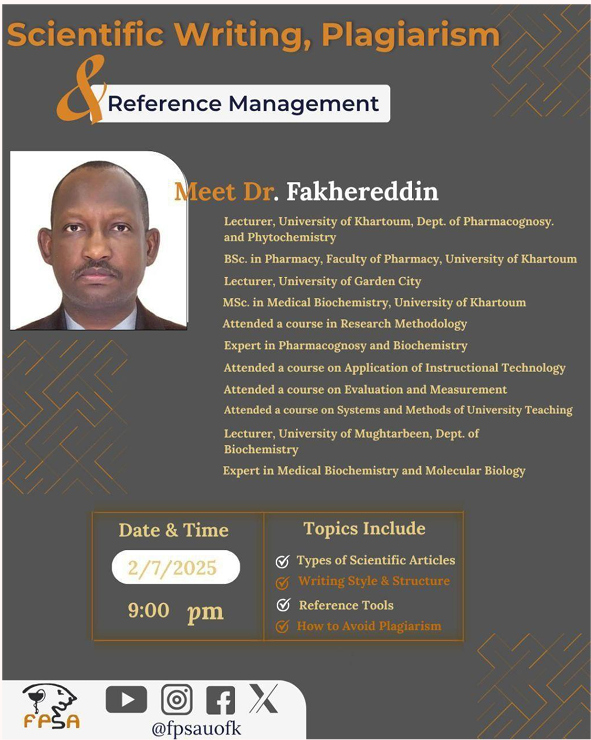 Scientific Writing, Plagiarism
&
Reference Management
Meet Dr. Fakhereddin
Lecturer, University of Khartoum, Dept. of Pharmacognosy.
and Phytochemistry
BSc. in Pharmacy, Faculty of Pharmacy, University of Khartoum
Lecturer, University of Garden City
MSc. in Medical Biochemistry, University of Khartoum
Attended a course in Research Methodology
Expert in Pharmacognosy and Biochemistry
Attended a course on Application of Instructional Technology
Attended a course on Evaluation and Measurement
Attended a course on Systems and Methods of University Teaching
Lecturer, University of Mughtarbeen, Dept. of
Biochemistry
Expert in Medical Biochemistry and Molecular Biology
Date & Time
2/7/2025
9:00 pm
Topics Include
Types of Scientific Articles
Writing Style & Structure
Reference Tools
How to Avoid Plagiarism
FPSA
@fpsauofk